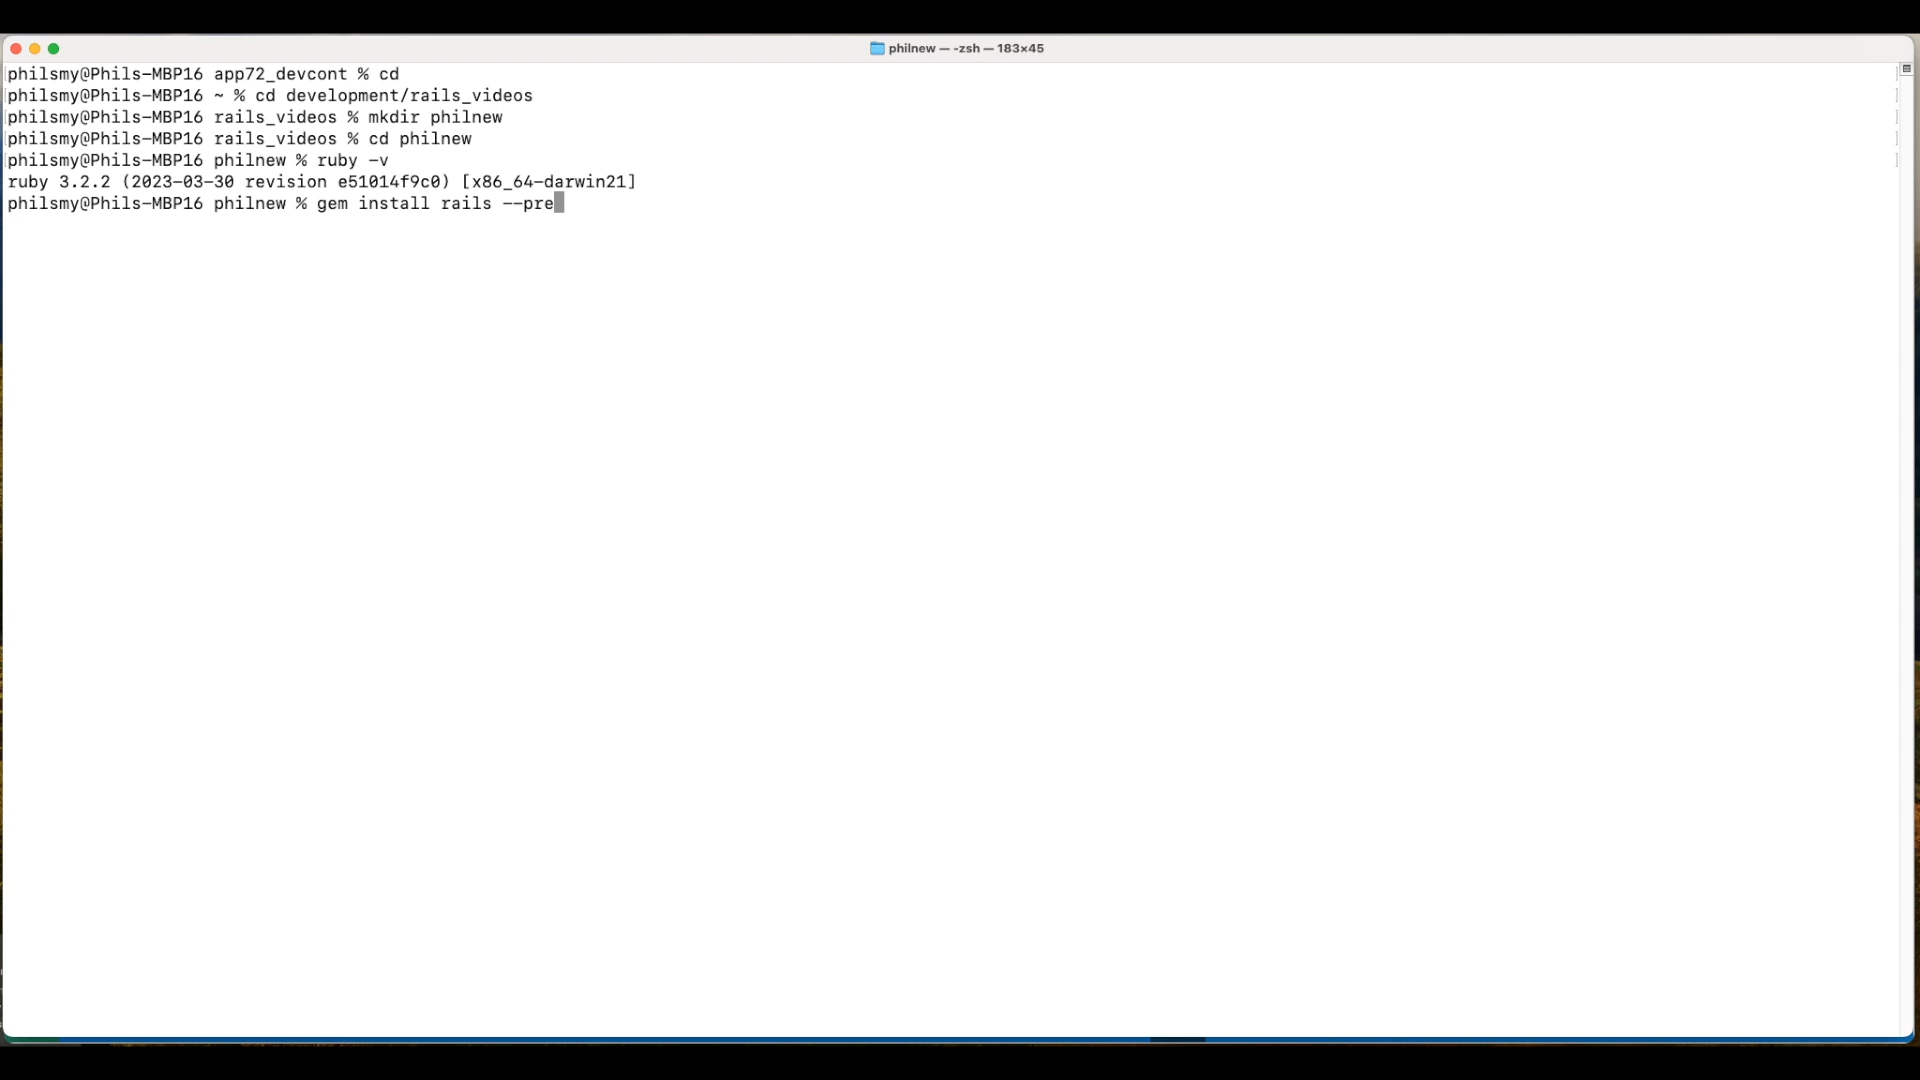 philnew — -zsh — 183×45
philsmy@Phils-MBP16 app72_devcont % cd
philsmy@Phils-MBP16 ~ % cd development/rails_videos
philsmy@Phils-MBP16 rails_videos % mkdir philnew
philsmy@Phils-MBP16 rails_videos % cd philnew
philsmy@Phils-MBP16 philnew % ruby -v
ruby 3.2.2 (2023-03-30 revision e51014f9c0) [x86_64-darwin21]
philsmy@Phils-MBP16 philnew % gem install rails --pre